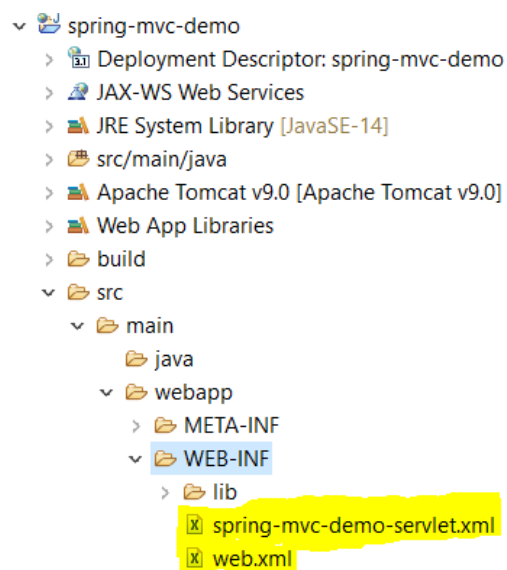 spring-mvc-demo
3.1 Deployment Descriptor: spring-mvc-demo
JAX-WS Web Services
JRE System Library [JavaSE-14]
src/main/java
Apache Tomcat v9.0 [Apache Tomcat v9.0]
Web App Libraries
build
src
main
java
webapp
META-INF
WEB-INF
lib
X spring-mvc-demo-servlet.xml
X web.xml